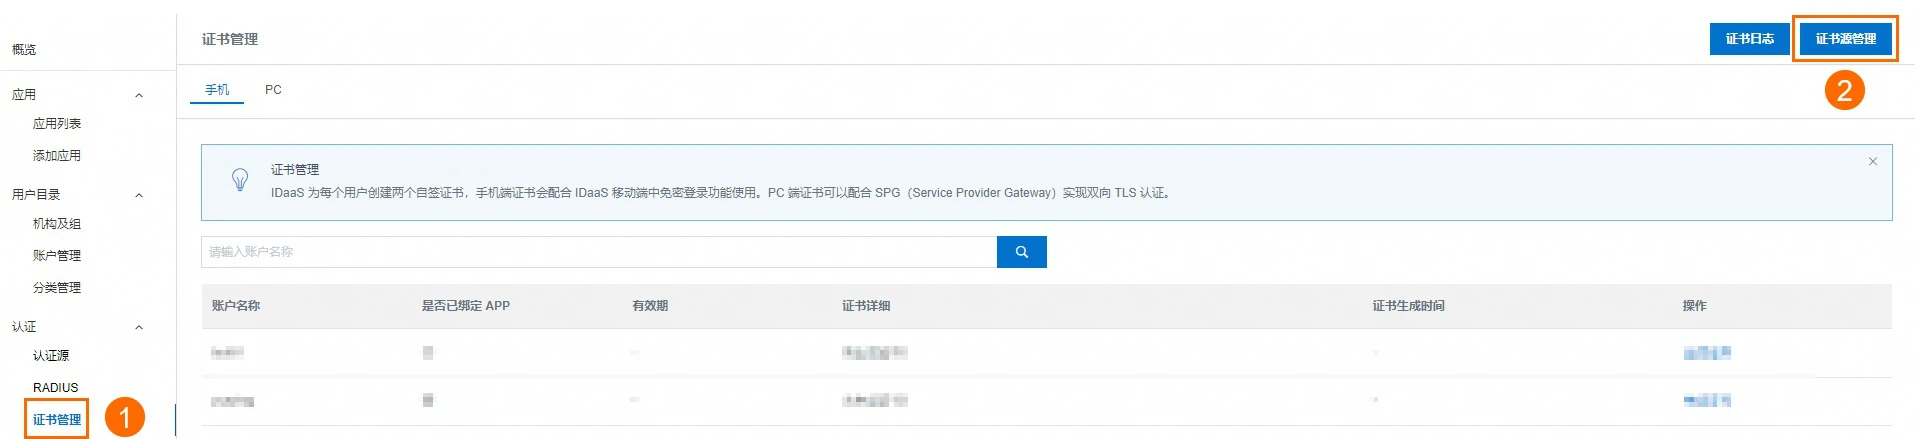 概览
应用
应用列表
添加应用
用户目录
机构及组
账户管理
分类管理
认证
认证源
RADIUS
证书管理
1
证书管理
证书日志
证书源管理
2
手机
PC
证书管理
IDaaS 为每个用户创建两个自签证书，手机端证书会配合 IDaaS 移动端中免密登录功能使用。PC 端证书可以配合 SPG（Service Provider Gateway）实现双向 TLS 认证。
请输入账户名称
账户名称 是否已绑定 APP 有效期 证书详细 证书生成时间 操作